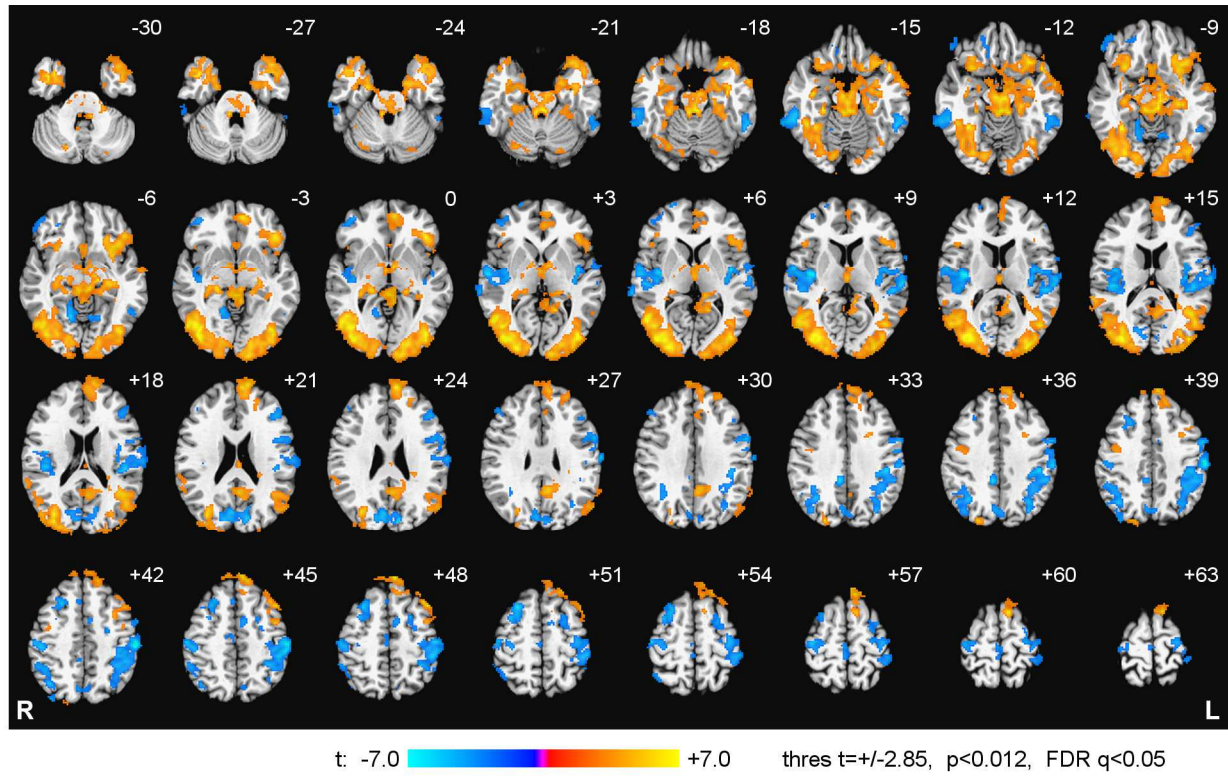 -30 -27 -24 -21 -18 -15 -12 -9
-6 -3 0 +3 +6 +9 +12 +15
+18 +21 +24 +27 +30 +33 +36 +39
+42 +45 +48 +51 +54 +57 +60 +63
R L
t: -7.0 +7.0 thres t=+/-2.85, p<0.012, FDR q<0.05